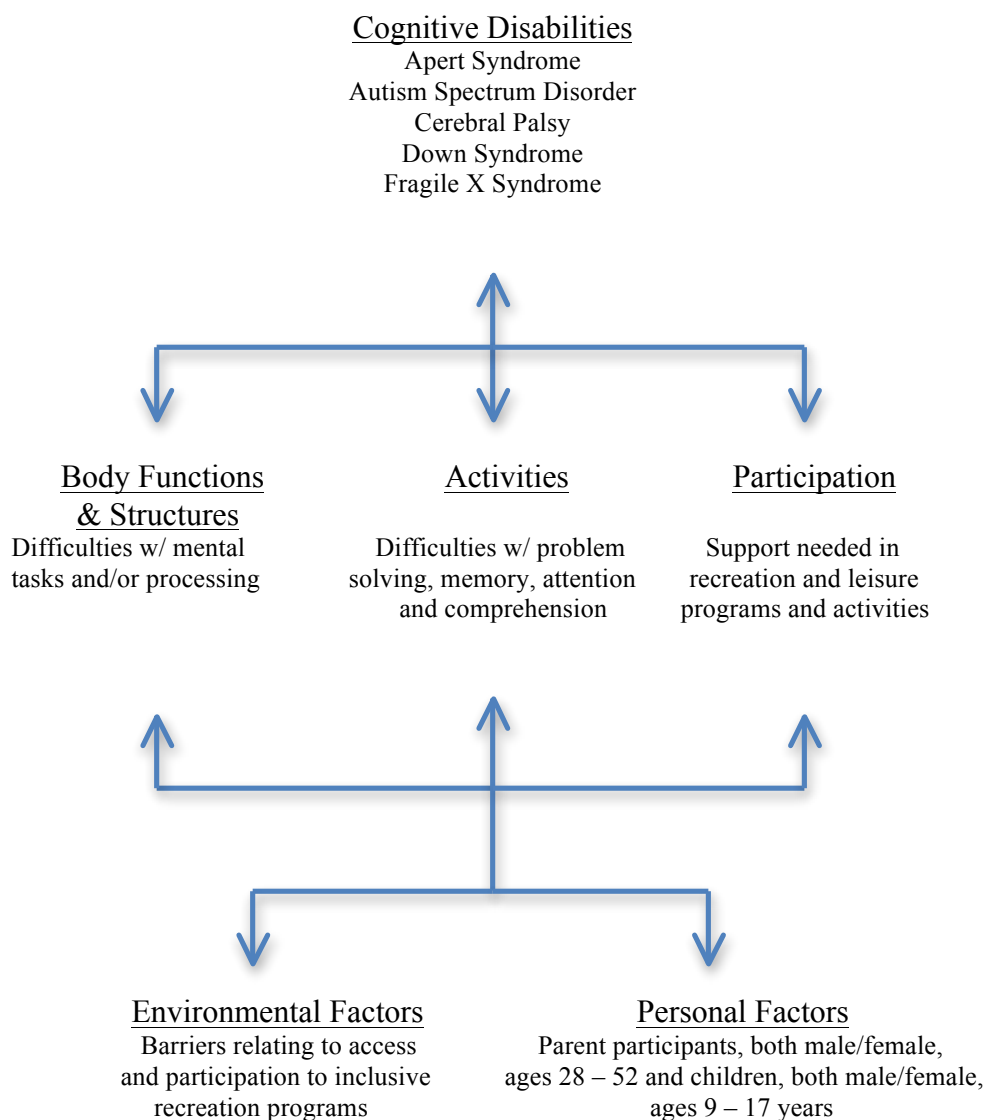 Cognitive Disabilities
Apert Syndrome
Autism Spectrum Disorder
Cerebral Palsy
Down Syndrome
Fragile X Syndrome
Body Functions
& Structures
Difficulties w/ mental
tasks and/or processing
Activities
Difficulties w/ problem
solving, memory, attention
and comprehension
Participation
Support needed in
recreation and leisure
programs and activities
Environmental Factors
Barriers relating to access
and participation to inclusive
recreation programs
Personal Factors
Parent participants, both male/female,
ages 28 – 52 and children, both male/female,
ages 9 – 17 years